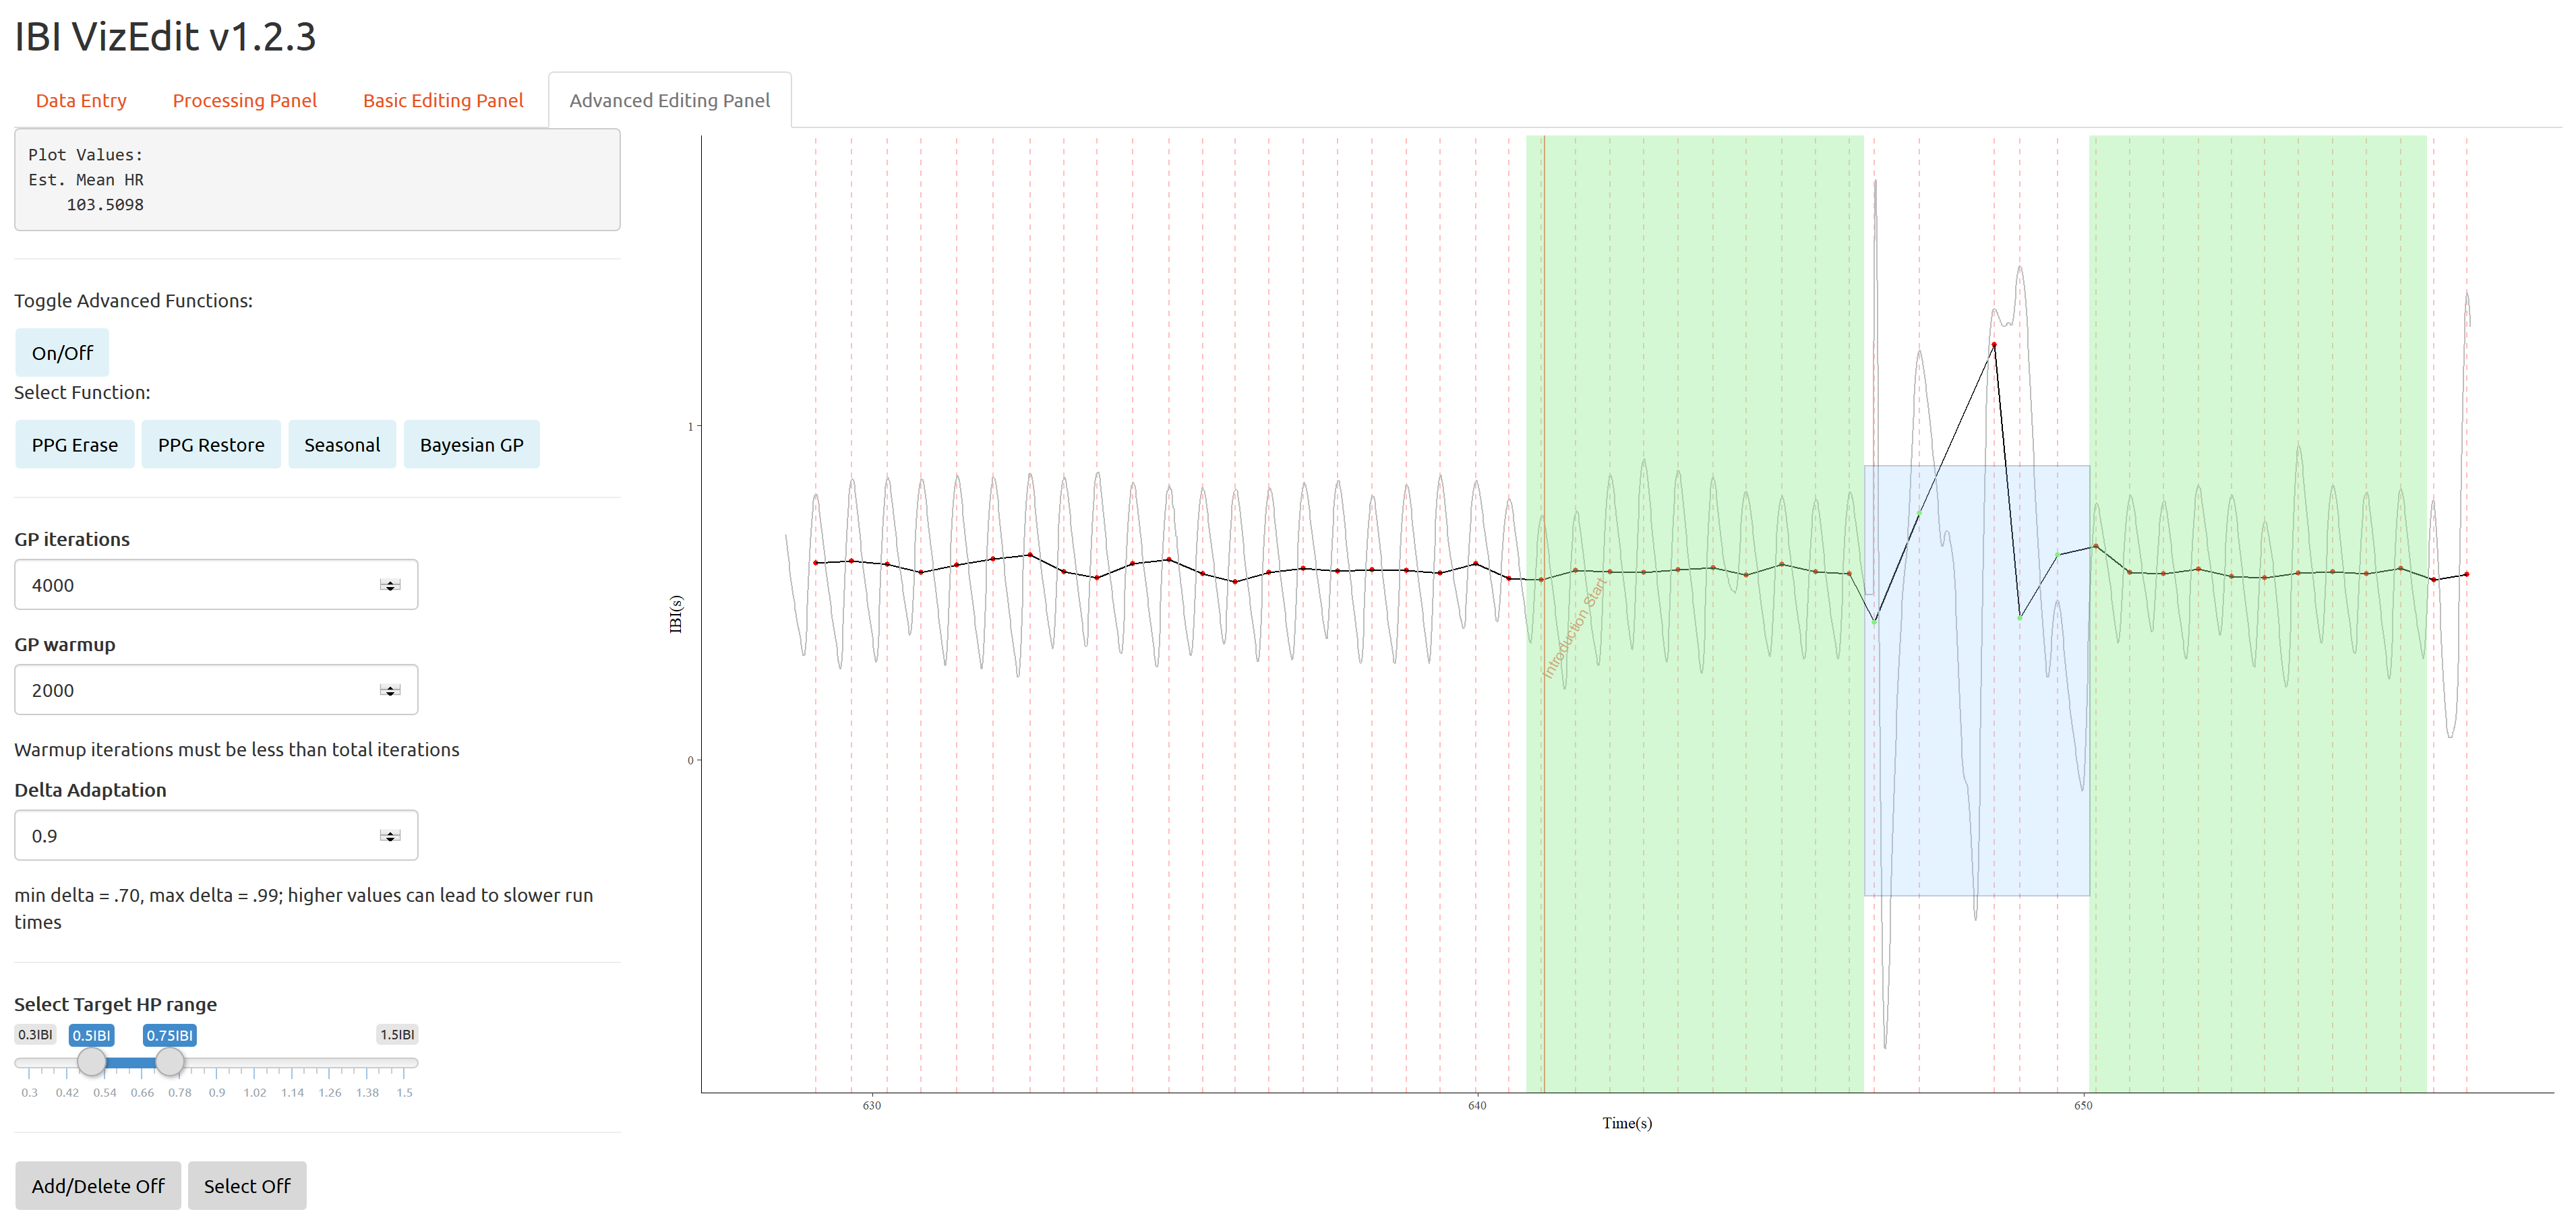 IBI VizEdit v1.2.3
Data Entry Processing Panel Basic Editing Panel Advanced Editing Panel
Plot Values:
Est. Mean HR
103.5098
Toggle Advanced Functions:
On/Off
Select Function:
PPG Erase PPG Restore Seasonal Bayesian GP
GP iterations
4000
GP warmup
2000
Warmup iterations must be less than total iterations
Delta Adaptation
0.9
min delta = .70, max delta = .99; higher values can lead to slower run
times
Select Target HP range
0.3IBI 0.5IBI 0.75IBI 1.5IBI
0.3 0.42 0.54 0.66 0.78 0.9 1.02 1.14 1.26 1.38 1.5
Add/Delete Off Select Off
IBI(s)
1
0
Introduction Start
630 640 650
Time(s)